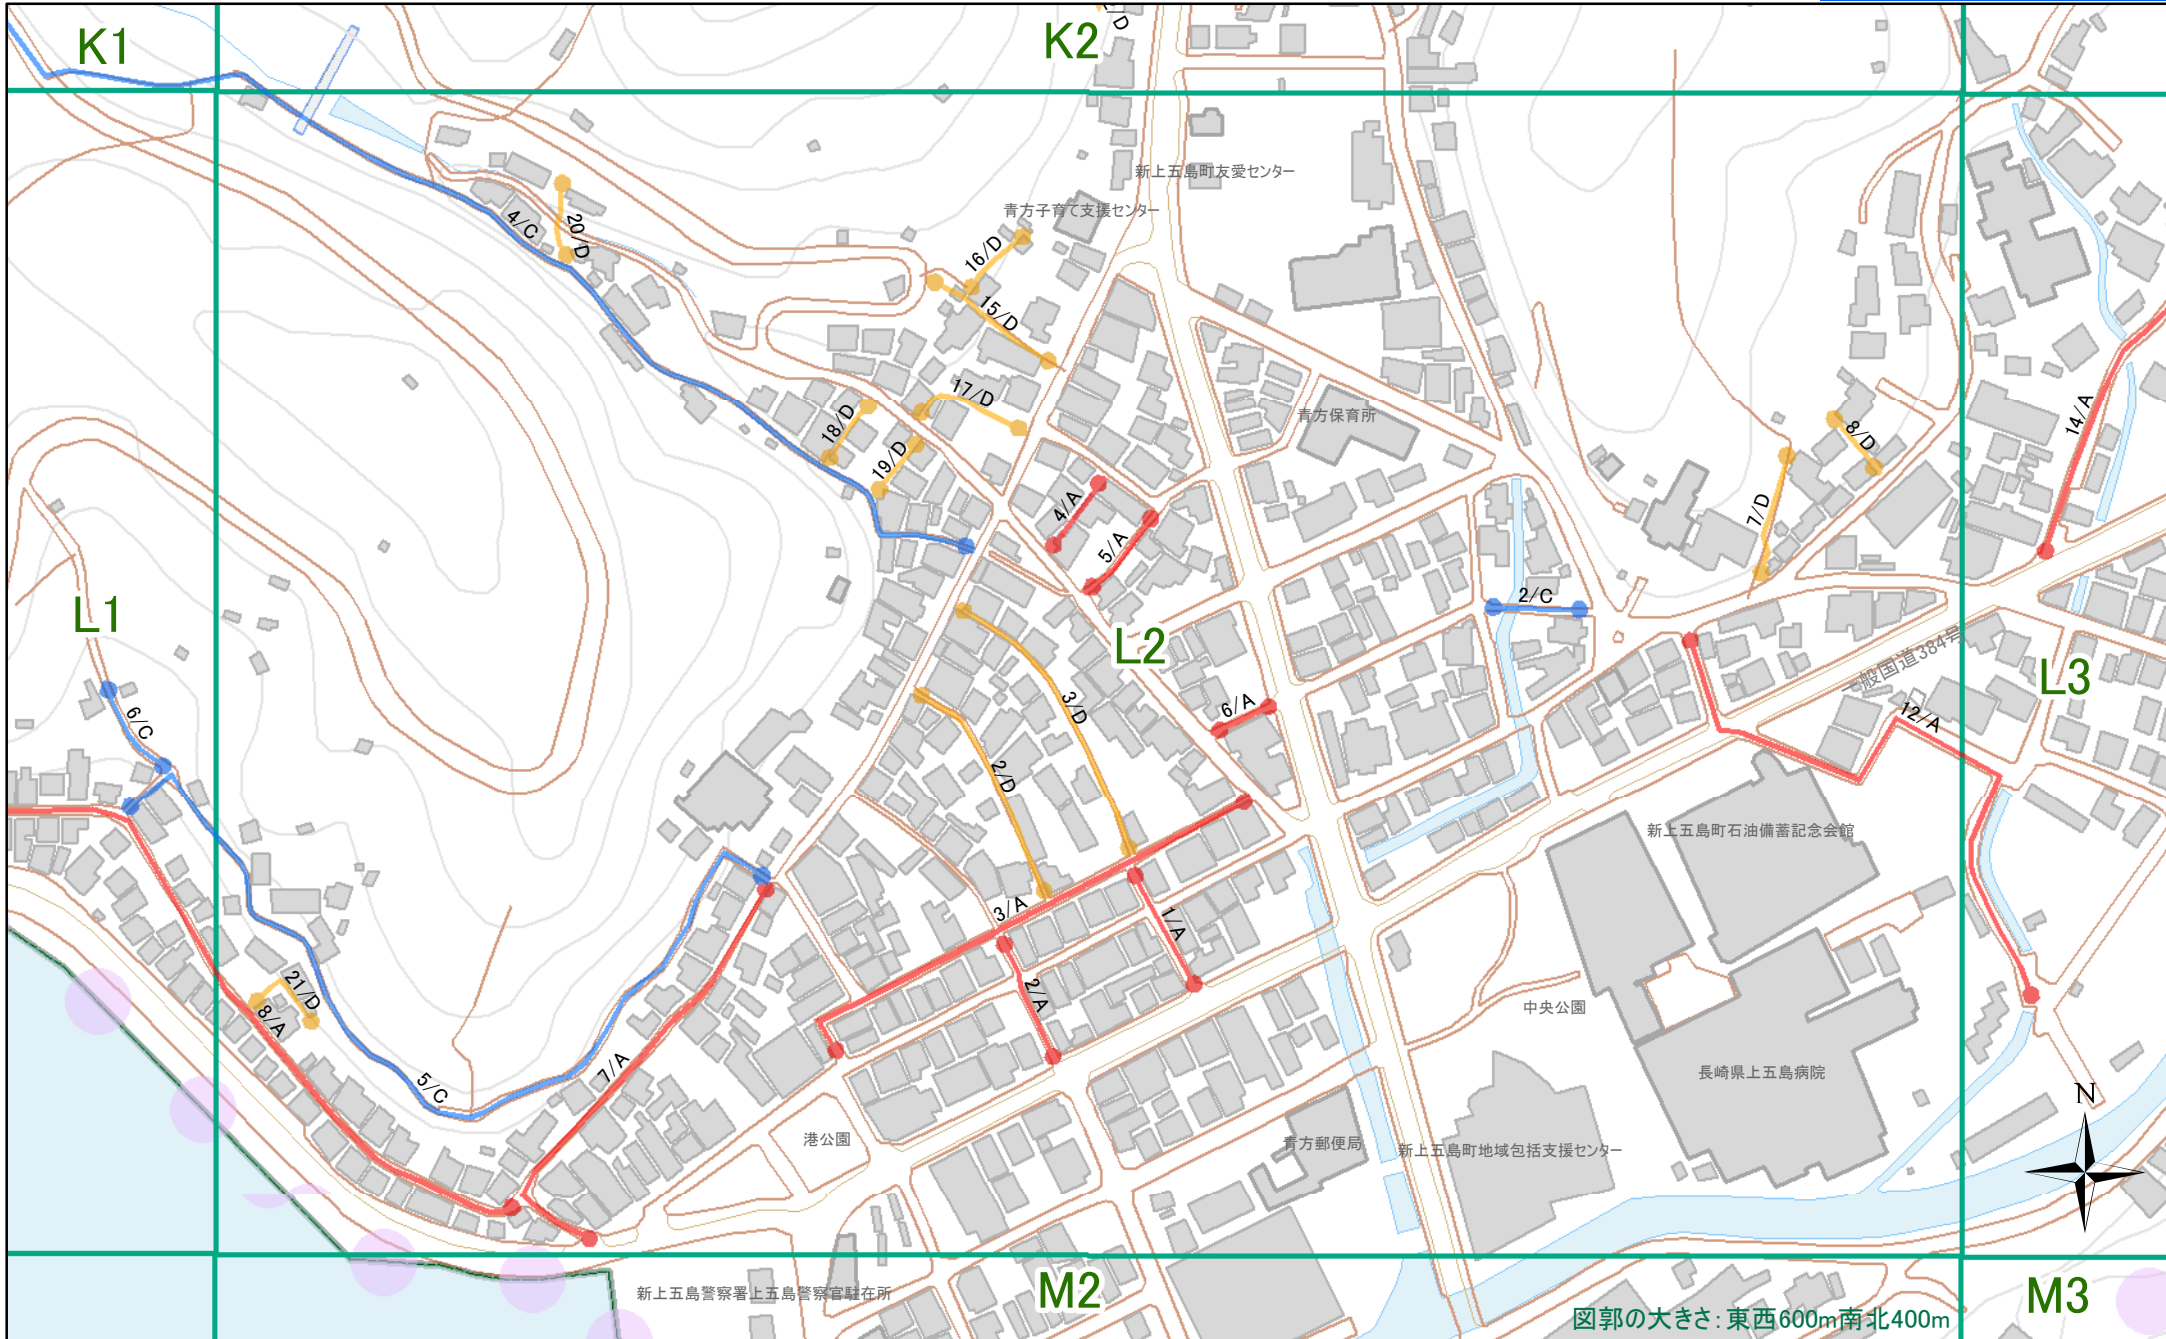 K1
K2
/D
新上五島町友愛センター
青方子育て支援センター
4/C
20/D
16/D
15/D
17/D
18/D
19/D
青方保育所
14/A
8/D
7/D
4/A
5/A
2/C
L1
L2
L3
一般国道384号
6/C
3/D
6/A
12/A
2/D
新上五島町石油備蓄記念会館
3/A
1/A
2/A
21/D
8/A
中央公園
5/C
7/A
長崎県上五島病院
N
港公園
青方郵便局
新上五島町地域包括支援センター
M2
M3
新上五島警察署上五島警察官駐在所
図郭の大きさ：東西600m南北400m